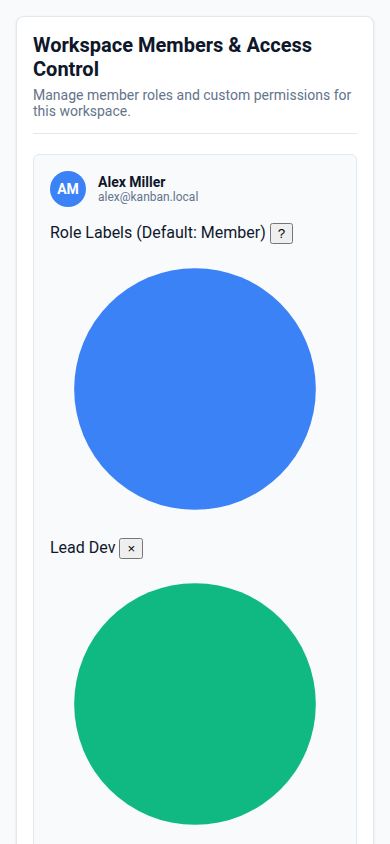 Workspace Members & Access
Control
Manage member roles and custom permissions for
this workspace.
AM
Alex Miller
alex@kanban.local
Role Labels (Default: Member) ?
Lead Dev ×